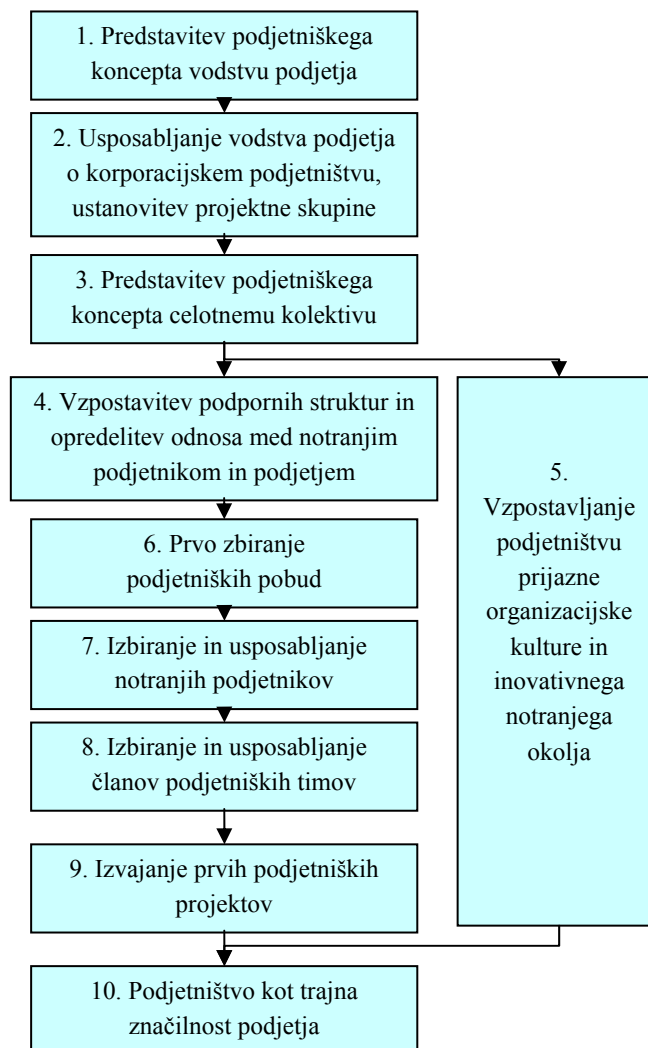 1. Predstavitev podjetniškega
koncepta vodstvu podjetja
2. Usposabljanje vodstva podjetja
o korporacijskem podjetništvu,
ustanovitev projektne skupine
3. Predstavitev podjetniškega
koncepta celotnemu kolektivu
4. Vzpostavitev podpornih struktur in
opredelitev odnosa med notranjim
podjetnikom in podjetjem
5.
Vzpostavljanje
podjetništvu
prijazne
organizacijske
kulture in
inovativnega
notranjega
okolja
6. Prvo zbiranje
podjetniških pobud
7. Izbiranje in usposabljanje
notranjih podjetnikov
8. Izbiranje in usposabljanje
članov podjetniških timov
9. Izvajanje prvih podjetniških
projektov
10. Podjetništvo kot trajna
značilnost podjetja